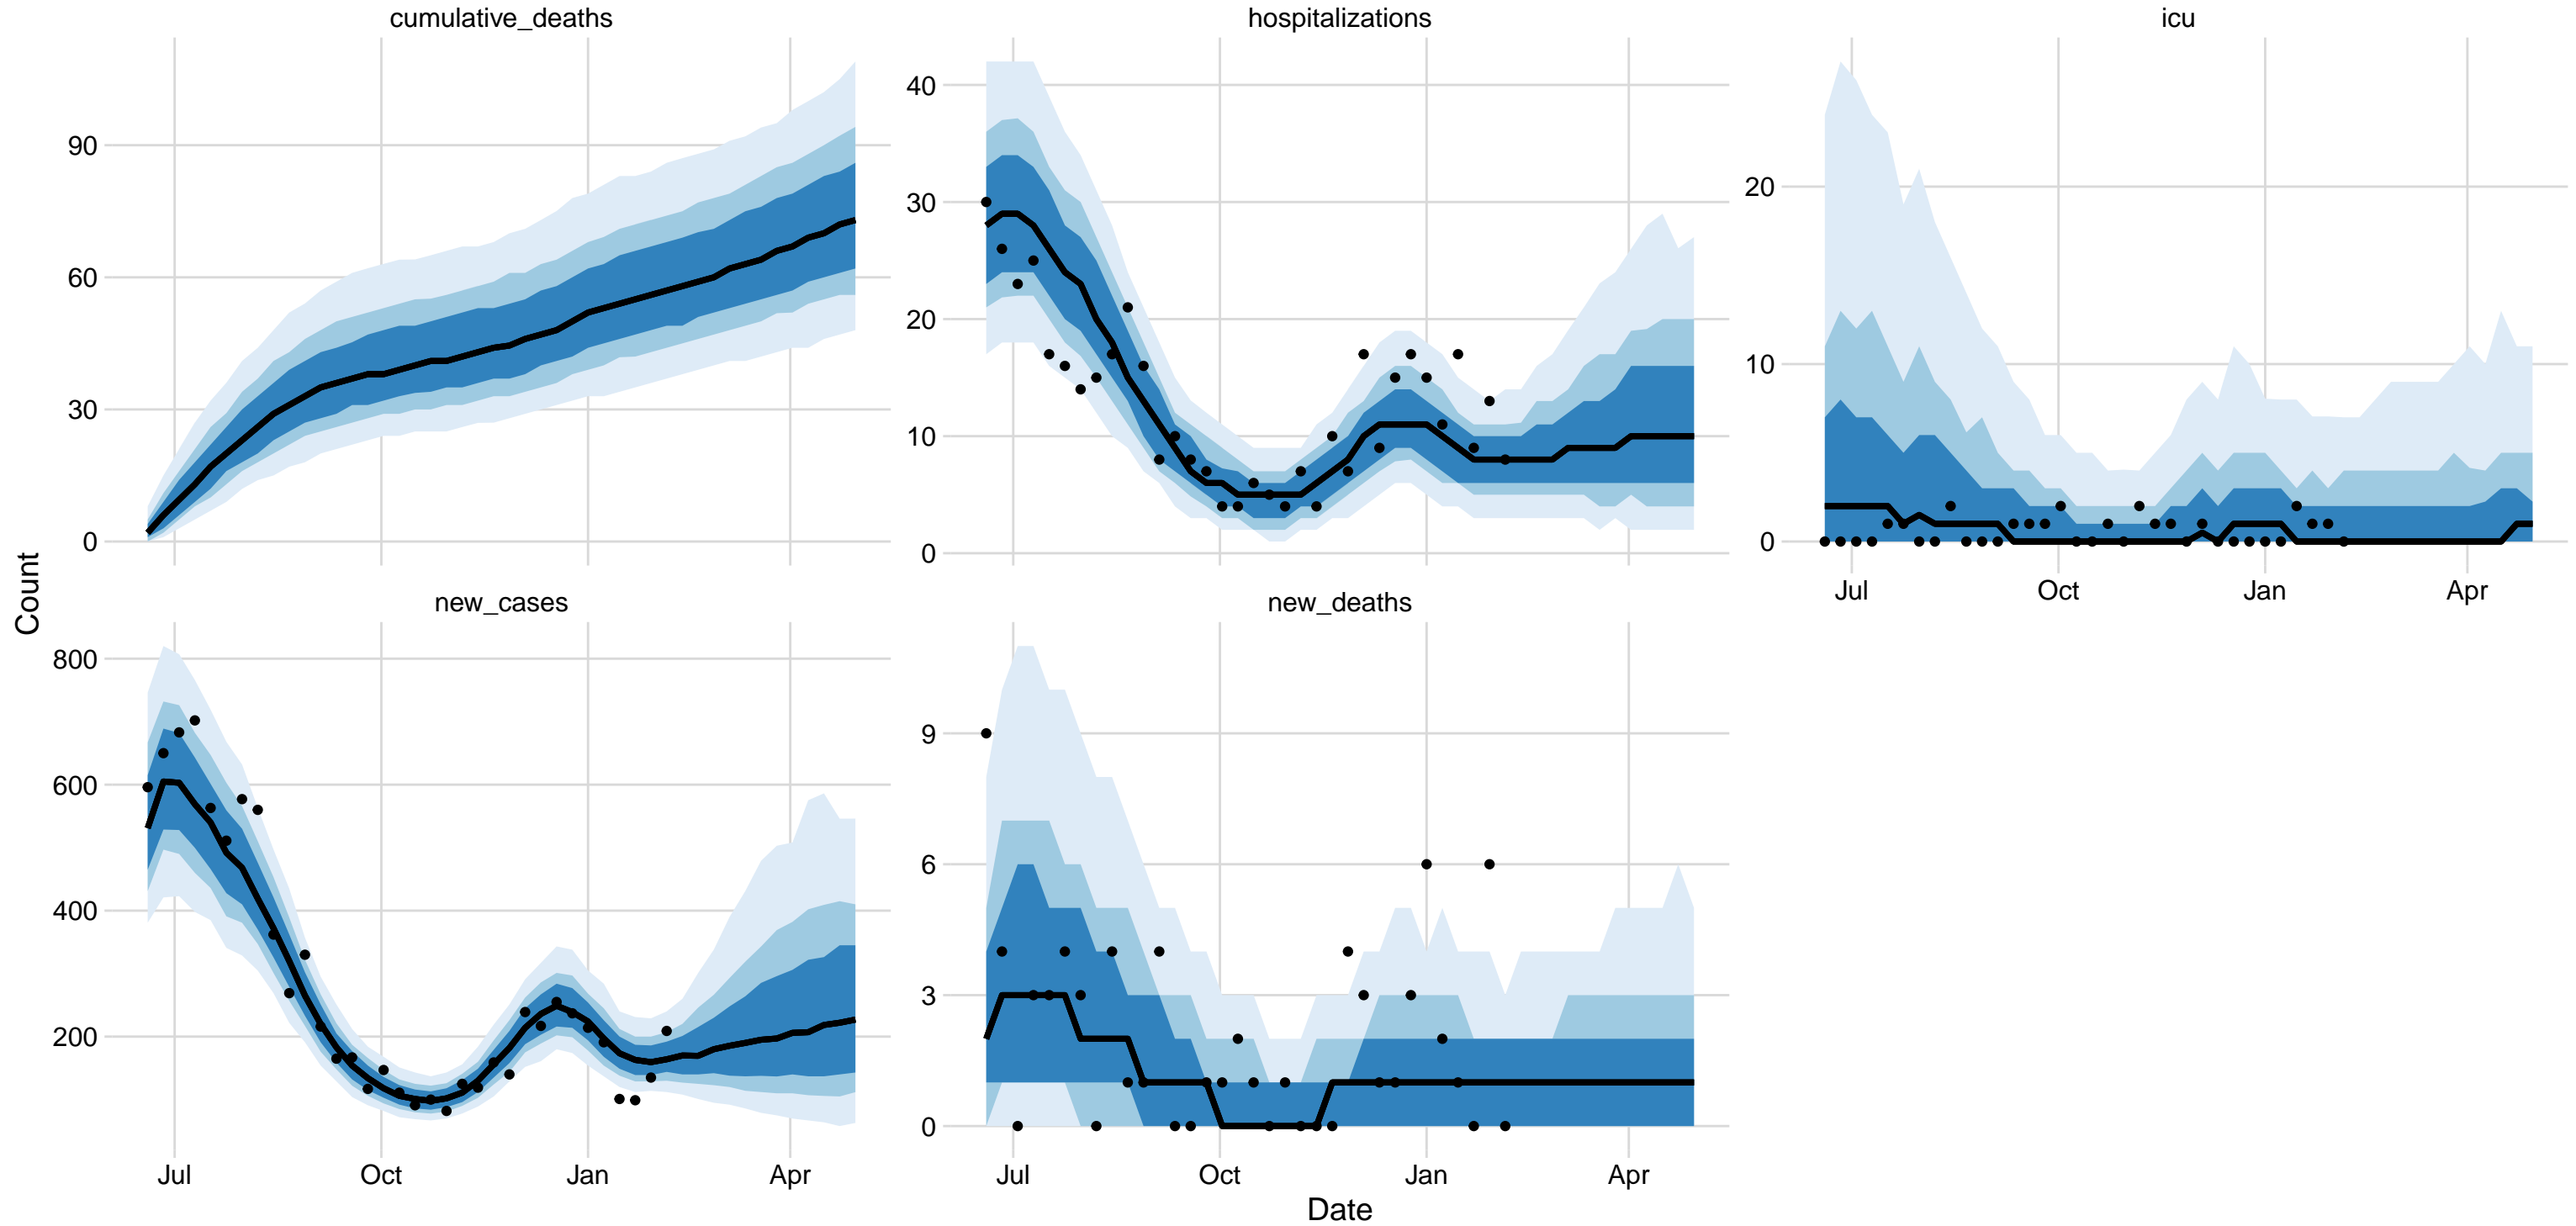 cumulative_deaths
hospitalizations
icu
90
60
30
0
40
30
20
10
0
20
10
0
Jul Oct Jan Apr
Count
new_cases
new_deaths
800
600
400
200
9
6
3
0
Jul Oct Jan Apr
Jul Oct Jan Apr
Date